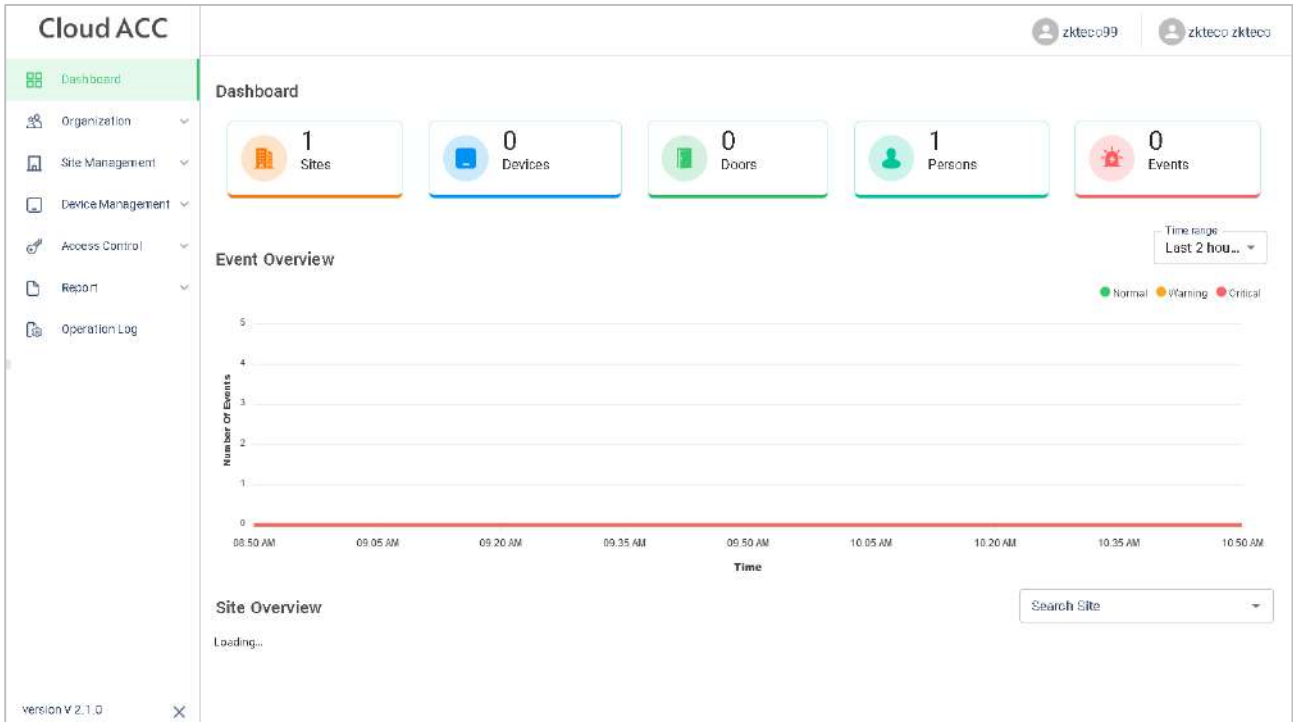 Cloud ACC
zkteco99
zkteco zkteco
Dashboard
Organization
Site Management
Device Management
Access Control
Report
Operation Log
version V 2.1.0
Dashboard
1
Sites
0
Devices
0
Doors
1
Persons
0
Events
Event Overview
Time range
Last 2 hou...
Normal Warning Critical
Number Of Events
5
4
3
2
1
0
08.50 AM 09.05 AM 09.20 AM 09.35 AM 09.50 AM 10.05 AM 10.20 AM 10.35 AM 10.50 AM
Time
Site Overview
Search Site
Loading...